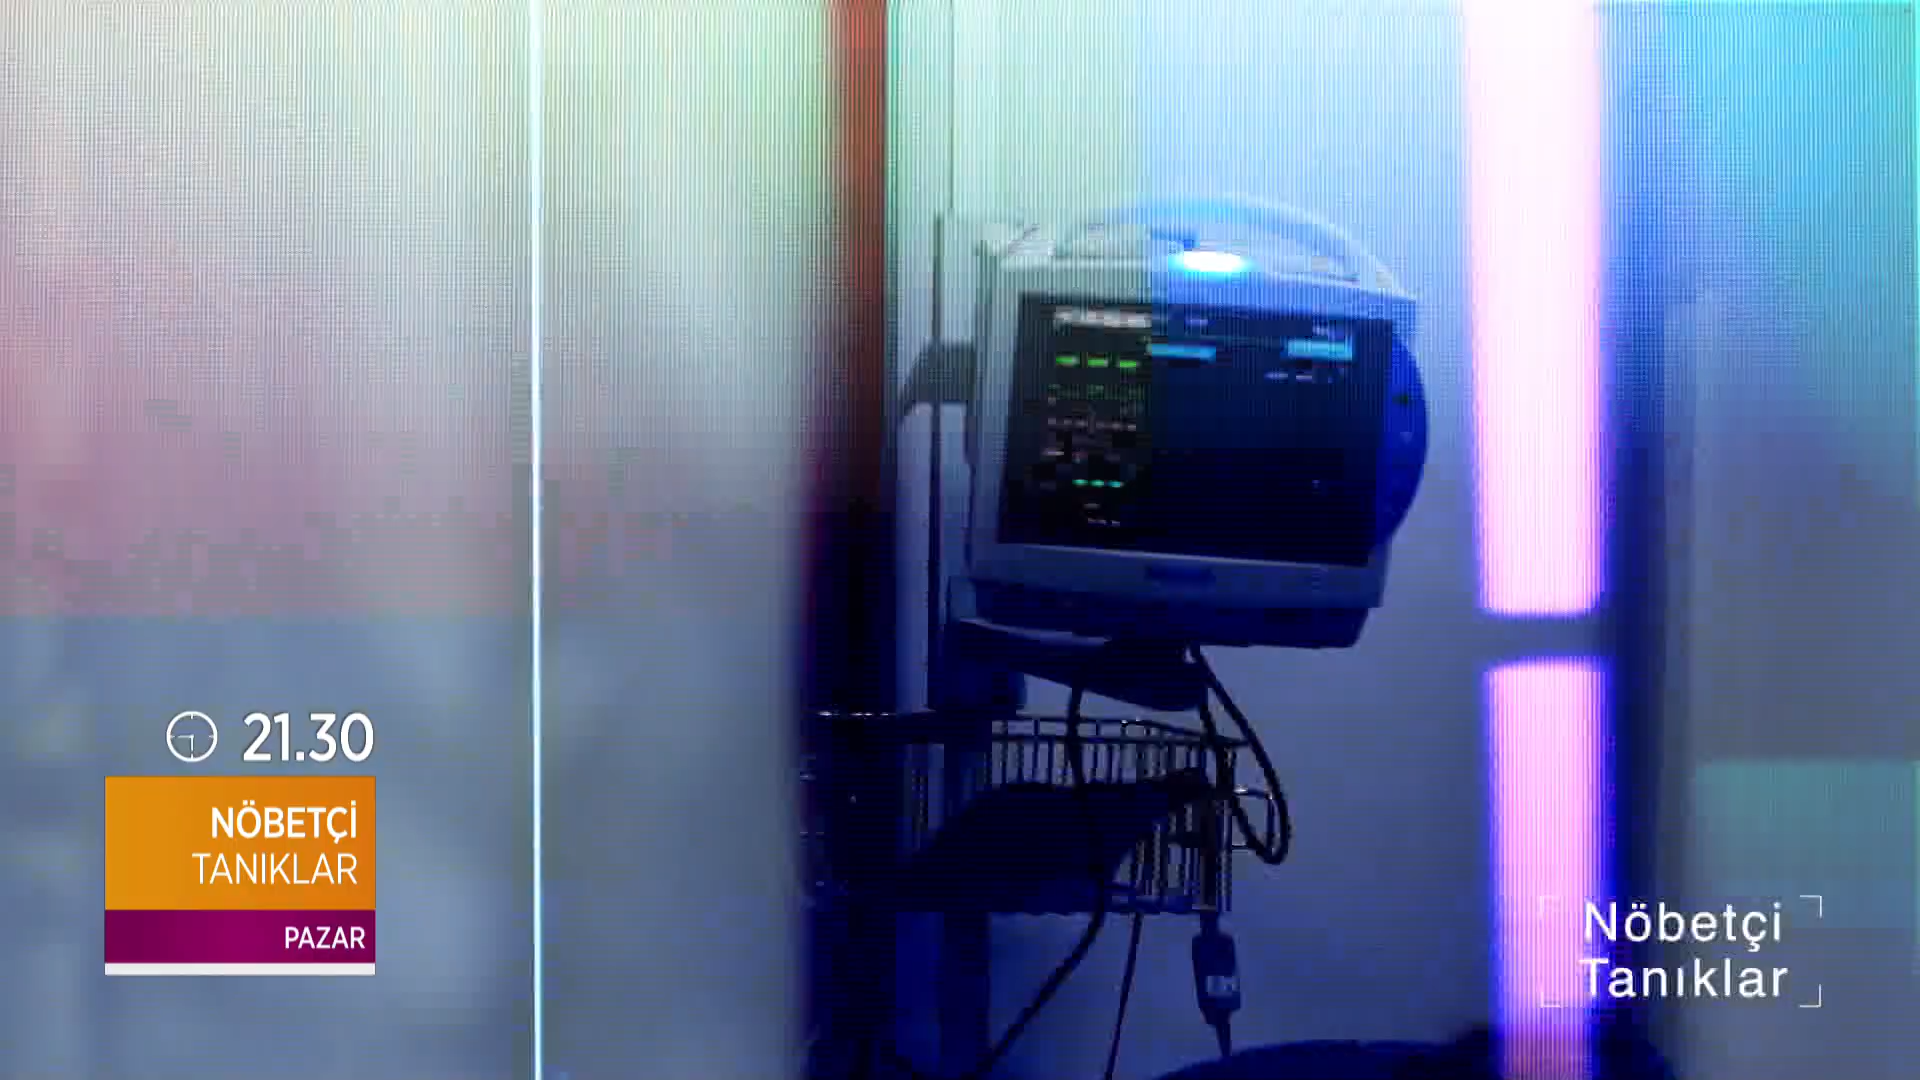 21.30
NÖBETÇİ
TANIKLAR
PAZAR
Nöbetçi
Tanıklar